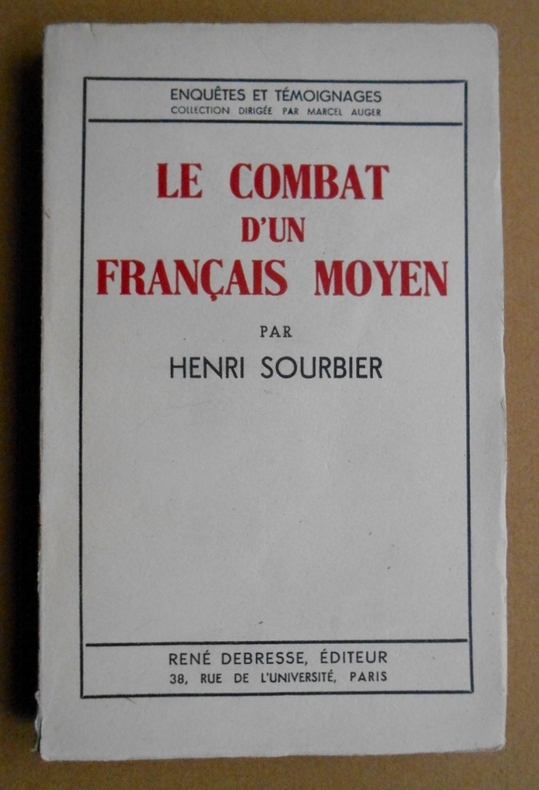 ENQUÊTES ET TÉMOIGNAGES
COLLECTION DIRIGÉE PAR MARCEL AUGER
LE COMBAT
D'UN
FRANÇAIS MOYEN
PAR
HENRI SOURBIER
RENÉ DEBRESSE, ÉDITEUR
38, RUE DE L'UNIVERSITÉ, PARIS